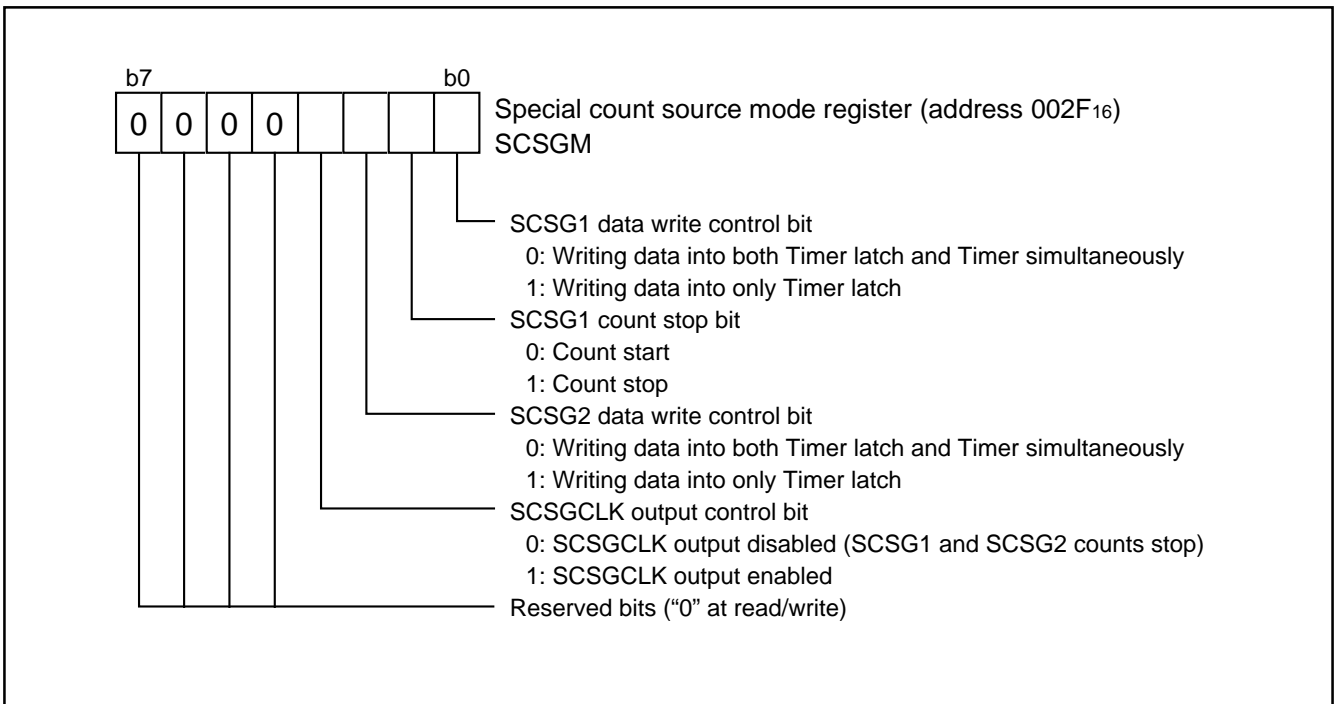 b7 b0
0 0 0 0
Special count source mode register (address 002F16)
SCSGM
SCSG1 data write control bit
0: Writing data into both Timer latch and Timer simultaneously
1: Writing data into only Timer latch
SCSG1 count stop bit
0: Count start
1: Count stop
SCSG2 data write control bit
0: Writing data into both Timer latch and Timer simultaneously
1: Writing data into only Timer latch
SCSGCLK output control bit
0: SCSGCLK output disabled (SCSG1 and SCSG2 counts stop)
1: SCSGCLK output enabled
Reserved bits (“0” at read/write)